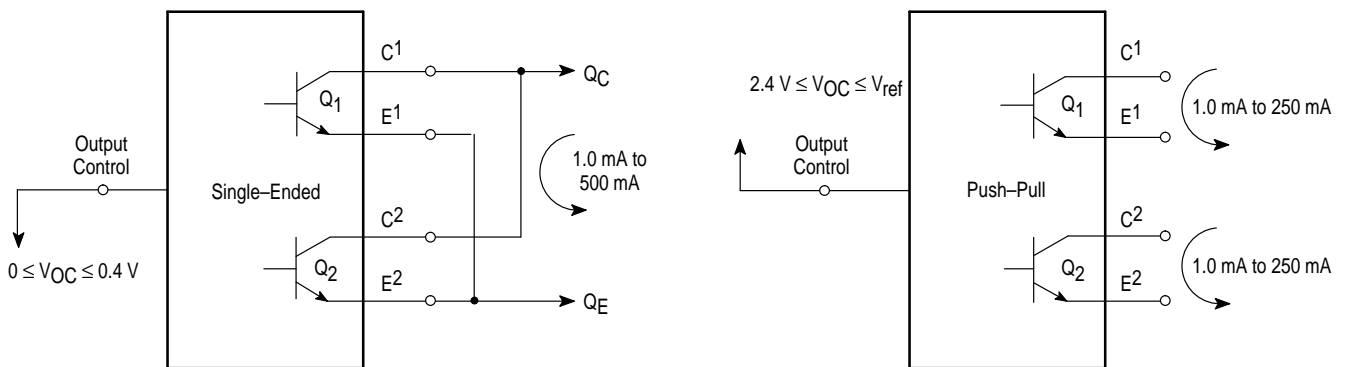 C1
QC
Q1
E1
Output
Control
1.0 mA to
500 mA
Single–Ended
C2
0 ≤ VOC ≤ 0.4 V
Q2
E2
QE
C1
2.4 V ≤ VOC ≤ Vref
Q1
1.0 mA to 250 mA
E1
Output
Control
Push–Pull
C2
Q2
1.0 mA to 250 mA
E2